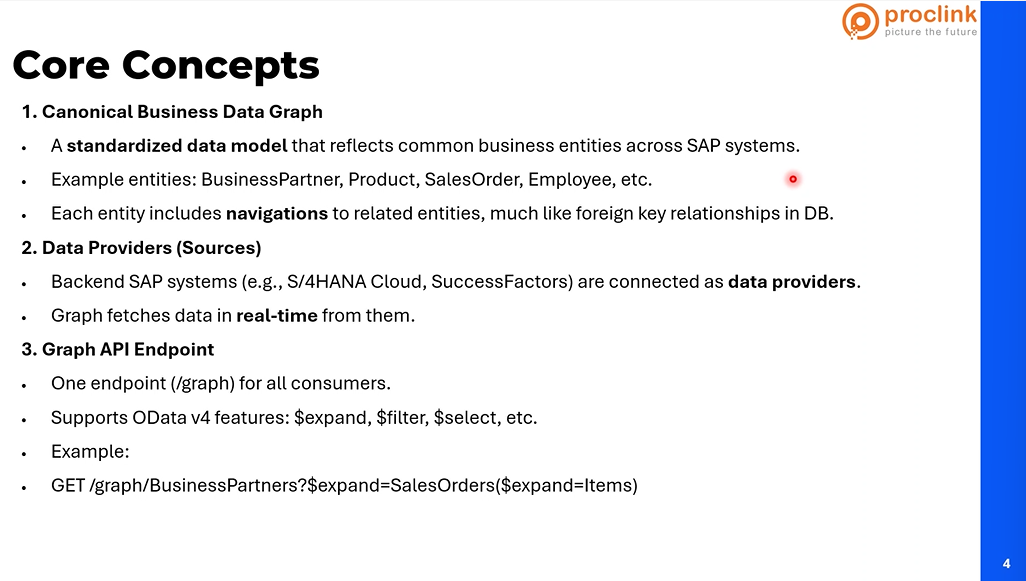 proclink
picture the future
Core Concepts
1. Canonical Business Data Graph
• A standardized data model that reflects common business entities across SAP systems.
• Example entities: BusinessPartner, Product, SalesOrder, Employee, etc.
• Each entity includes navigations to related entities, much like foreign key relationships in DB.
2. Data Providers (Sources)
• Backend SAP systems (e.g., S/4HANA Cloud, SuccessFactors) are connected as data providers.
• Graph fetches data in real-time from them.
3. Graph API Endpoint
• One endpoint (/graph) for all consumers.
• Supports OData v4 features: $expand, $filter, $select, etc.
• Example:
• GET /graph/BusinessPartners?$expand=SalesOrders($expand=Items)
4